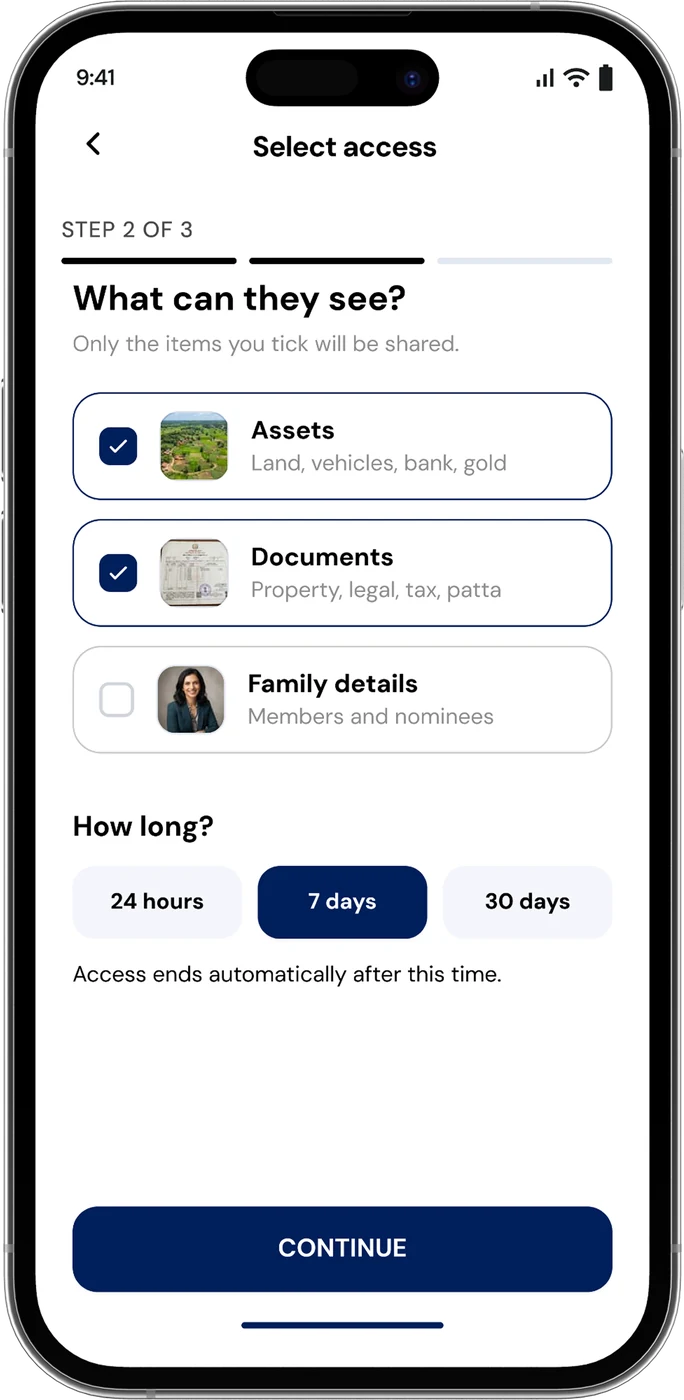 9:41
Select access
STEP 2 OF 3
What can they see?
Only the items you tick will be shared.
Assets
Land, vehicles, bank, gold
Documents
Property, legal, tax, patta
Family details
Members and nominees
How long?
24 hours
7 days
30 days
Access ends automatically after this time.
CONTINUE